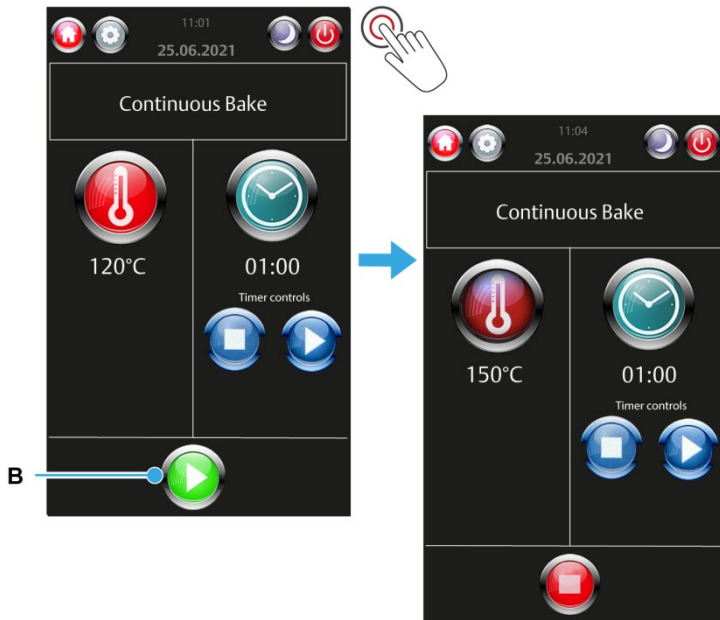 11:01
25.06.2021
Continuous Bake
120°C
01:00
Timer controls
B
11:04
25.06.2021
Continuous Bake
150°C
01:00
Timer controls